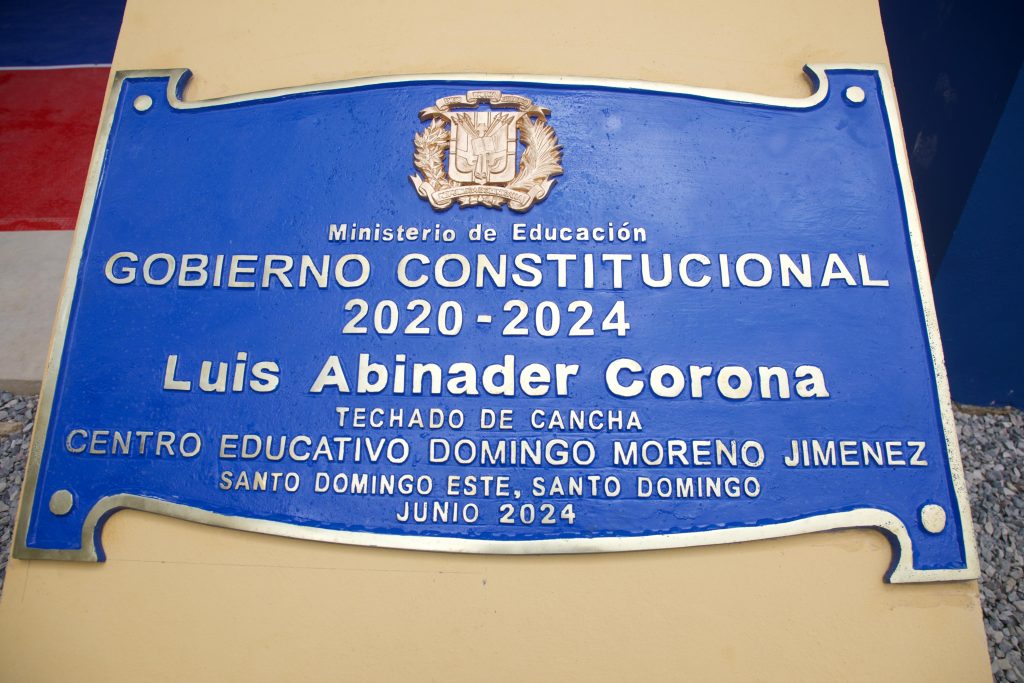 Ministerio de Educación
GOBIERNO CONSTITUCIONAL
2020 - 2024
Luis Abinader Corona
TECHADO DE CANCHA
CENTRO EDUCATIVO DOMINGO MORENO JIMENEZ
SANTO DOMINGO ESTE, SANTO DOMINGO
JUNIO 2024